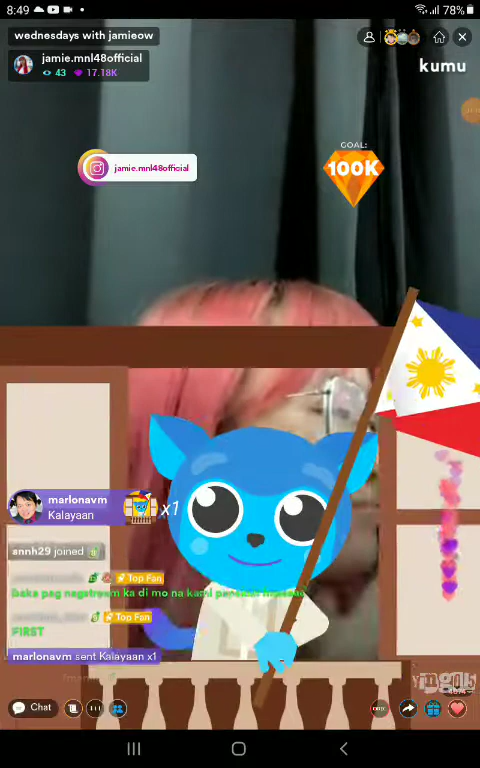 8:49
78%
wednesdays with jamieow
jamie.mnl48official
43 17.18K
kumu
GOAL:
100K
jamie.mnl48official
marlonavm
Kalayaan
x1
annh29 joined
Top Fan
Baka pag nagstream ka di mo na kami
Top Fan
FIRST
marlonavm sent Kalayaan x1
Chat